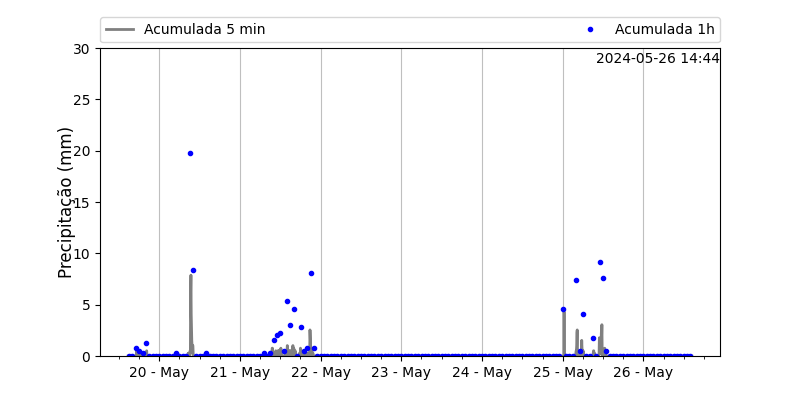 Acumulada 5 min
Acumulada 1h
2024-05-26 14:44
Precipitação (mm)
30
25
20
15
10
5
0
20 - May
21 - May
22 - May
23 - May
24 - May
25 - May
26 - May